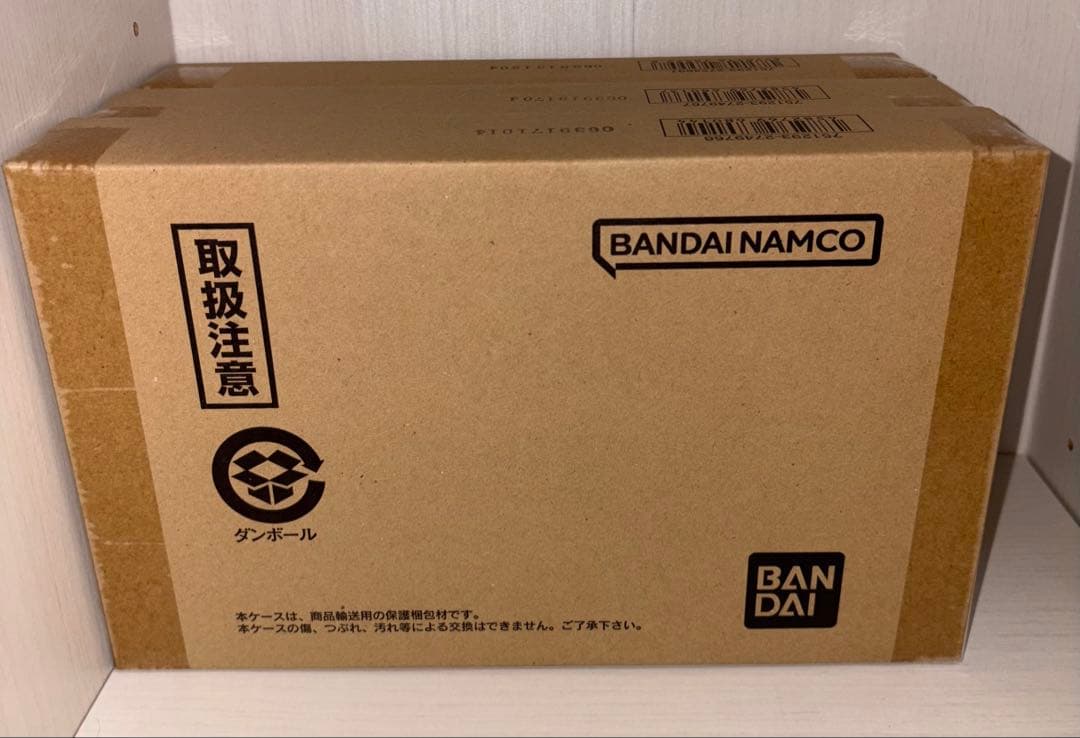 取扱注意
BANDAI NAMCO
ダンボール
本ケースは、商品輸送用の保護梱包材です。
本ケースの傷、つぶれ、汚れ等による交換はできません。ご了承下さい。
BAN
DAI